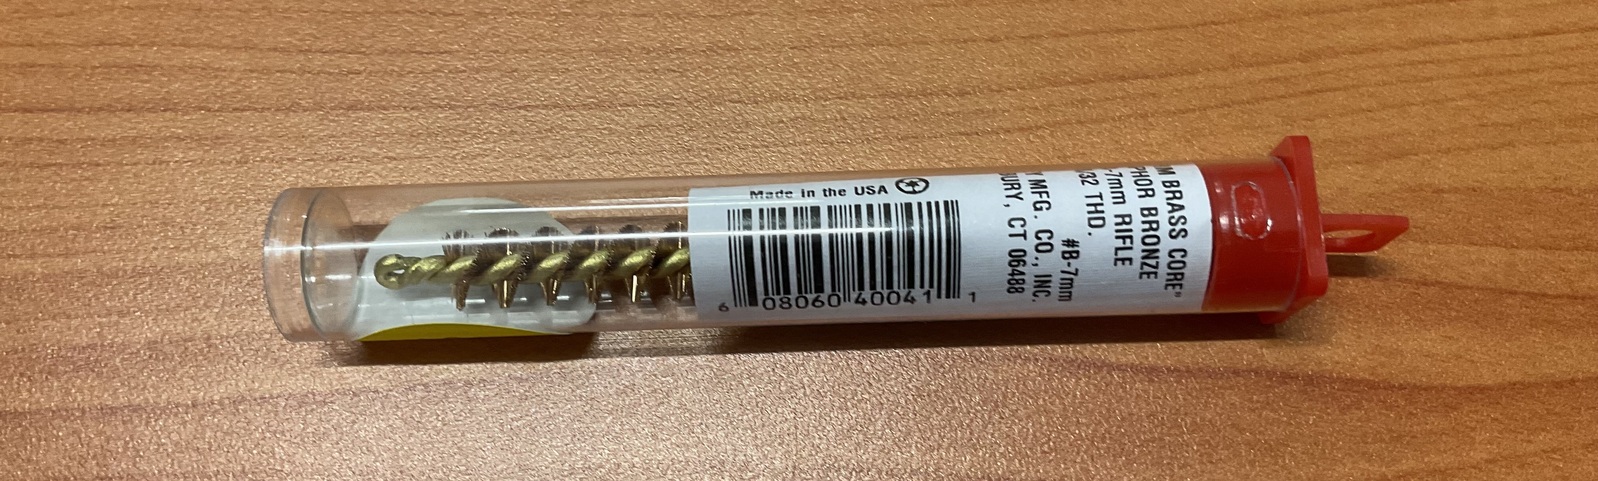 Made in the USA
6 08060 40041 1
M BRASS CORE®
PHOR BRONZE
-7mm RIFLE
/32 THD.
#B-7mm
Y MFG. CO., INC.
URY, CT 06488